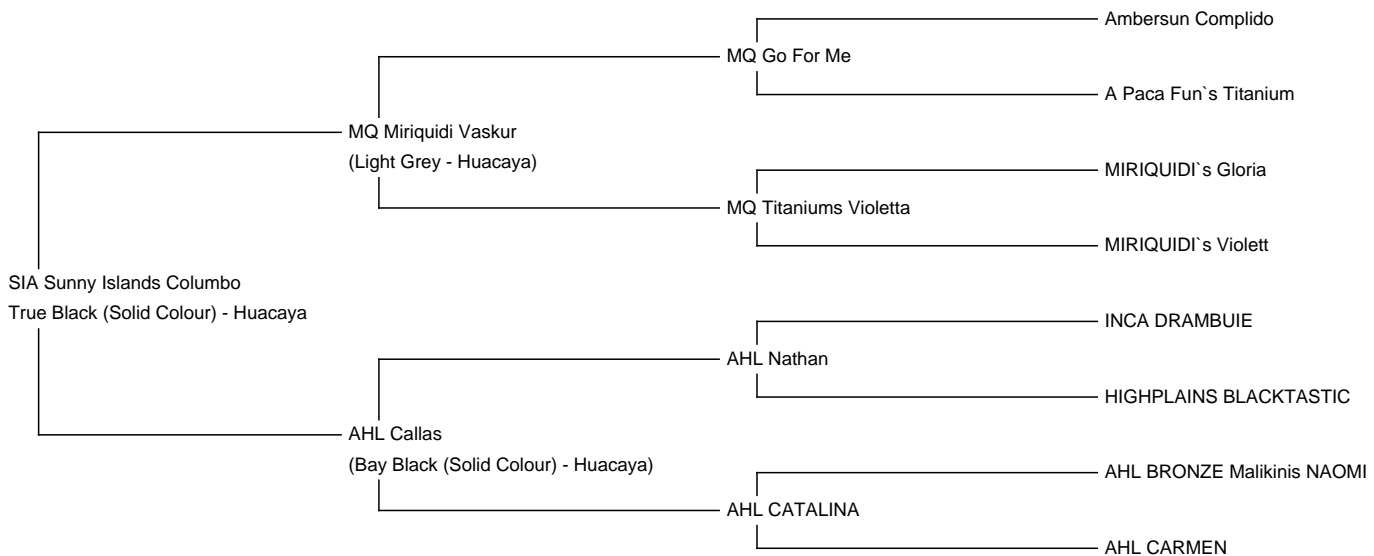 Ambersun Complido
MQ Go For Me
A Paca Fun`s Titanium
MQ Miriquidi Vaskur
(Light Grey - Huacaya)
MIRIQUIDI`s Gloria
MQ Titaniums Violetta
MIRIQUIDI`s Violett
SIA Sunny Islands Columbo
True Black (Solid Colour) - Huacaya
INCA DRAMBUIE
AHL Nathan
HIGHPLAINS BLACKTASTIC
AHL Callas
(Bay Black (Solid Colour) - Huacaya)
AHL BRONZE Malikinis NAOMI
AHL CATALINA
AHL CARMEN